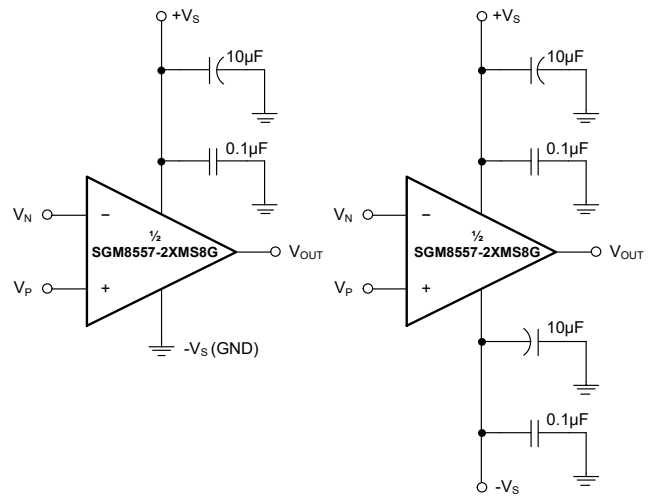 +VS
10µF
0.1µF
VN
−
½
SGM8557-2XMS8G
VOUT
VP
+
-VS (GND)
+VS
10µF
0.1µF
VN
−
½
SGM8557-2XMS8G
VOUT
VP
+
10µF
0.1µF
-VS